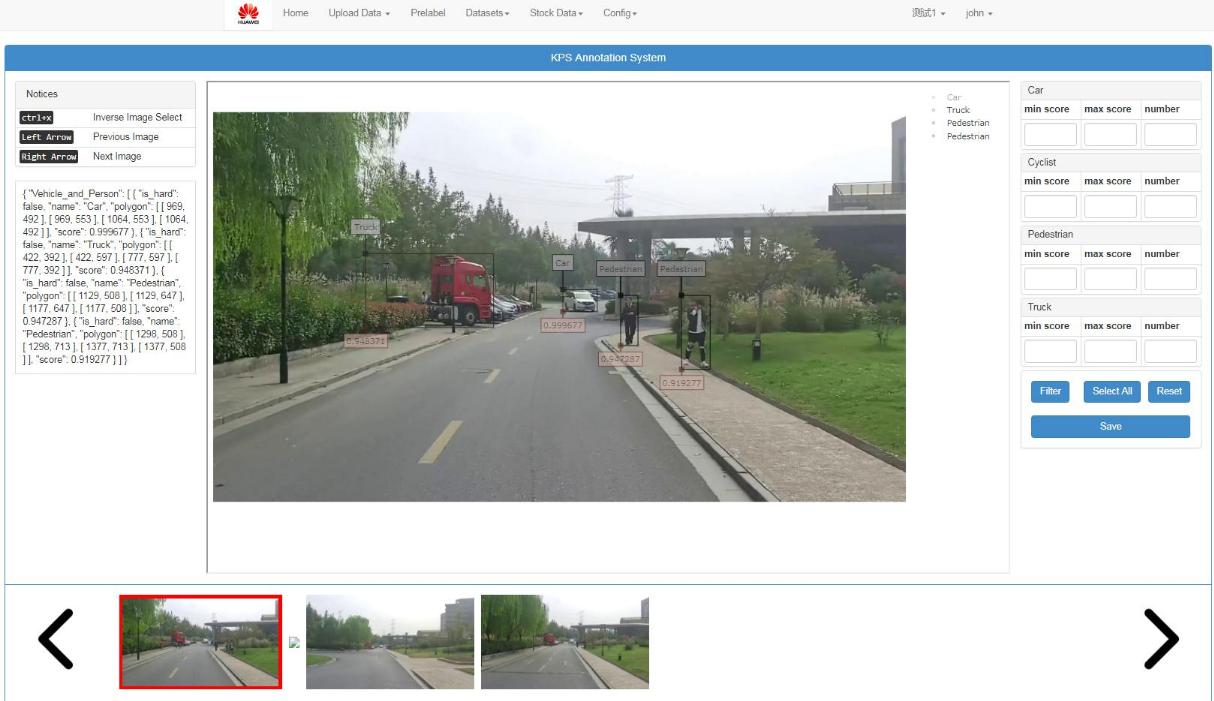 HUAWEI
Home
Upload Data
Prelabel
Datasets
Stock Data
Config
测试1
john
KPS Annotation System
Notices
ctrl+x Inverse Image Select
Left Arrow Previous Image
Right Arrow Next Image
{ "Vehicle_and_Person": [ { "is_hard":
false, "name": "Car", "polygon": [ [ 969,
492 ], [ 969, 553 ], [ 1064, 553 ], [ 1064,
492 ] ], "score": 0.999677 }, { "is_hard":
false, "name": "Truck", "polygon": [ [
422, 392 ], [ 422, 597 ], [ 777, 597 ], [
777, 392 ] ], "score": 0.948371 }, {
"is_hard": false, "name": "Pedestrian",
"polygon": [ [ 1129, 508 ], [ 1129, 647 ],
[ 1177, 647 ], [ 1177, 508 ] ], "score":
0.947287 }, { "is_hard": false, "name":
"Pedestrian", "polygon": [ [ 1298, 508 ],
[ 1298, 713 ], [ 1377, 713 ], [ 1377, 508
] ], "score": 0.919277 } ] }
Truck
Car
Pedestrian
Pedestrian
0.948371
0.999677
0.947287
0.919277
Car
Truck
Pedestrian
Pedestrian
Car
min score max score number
Cyclist
min score max score number
Pedestrian
min score max score number
Truck
min score max score number
Filter
Select All
Reset
Save